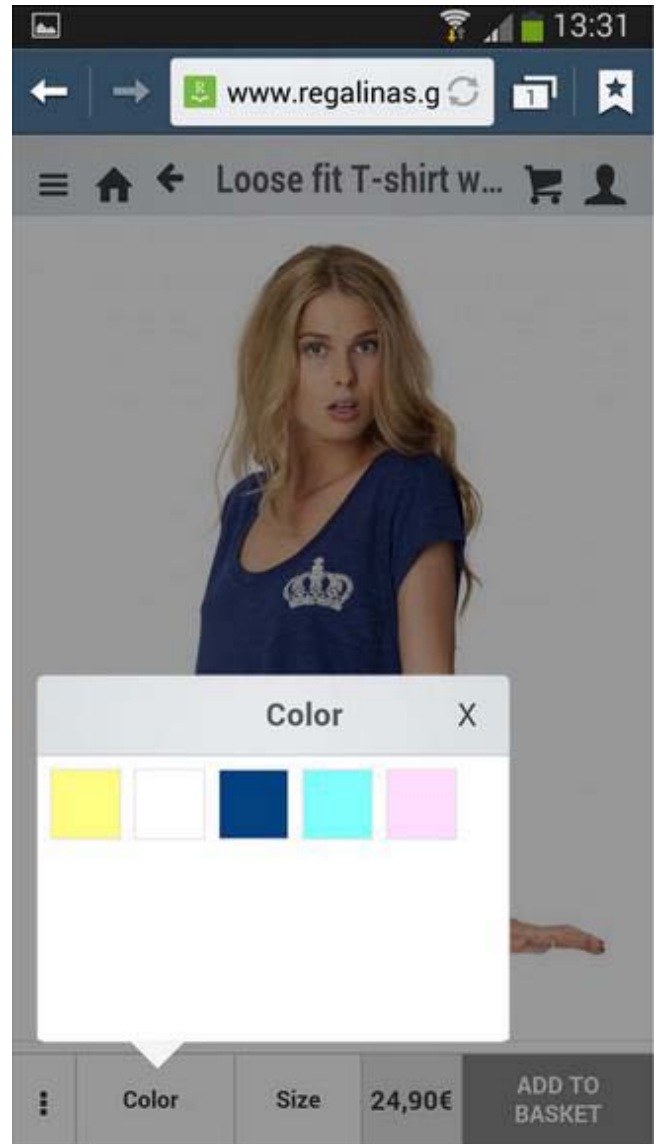 13:31
R www.regalinas.g 1
Loose fit T-shirt w...
Color X
Color Size 24,90€ ADD TO
BASKET